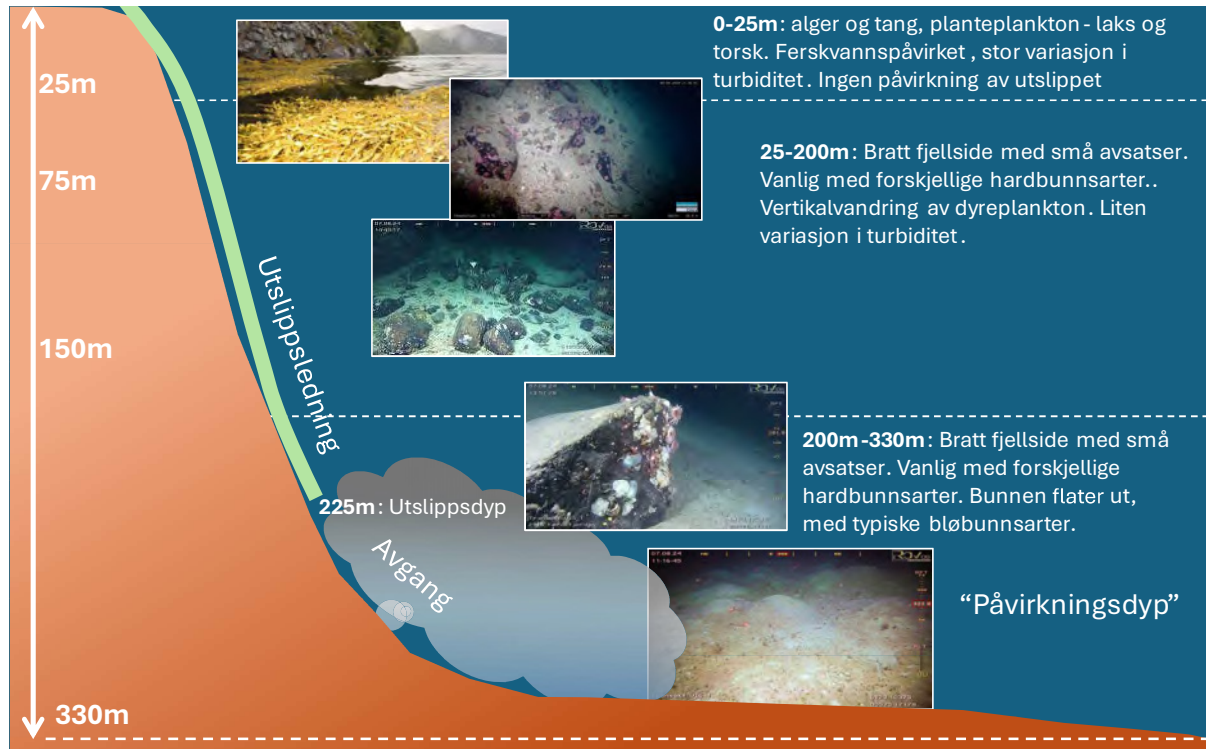 0-25m: alger og tang, planteplankton - laks og
torsk. Ferskvannspåvirket , stor variasjon i
turbiditet. Ingen påvirkning av utslippet
25m
25-200m: Bratt fjellside med små avsatser.
Vanlig med forskjellige hardbunnsarter..
Vertikalvandring av dyreplankton. Liten
variasjon i turbiditet.
75m
Utslippsledning
150m
200m-330m: Bratt fjellside med små
avsatser. Vanlig med forskjellige
hardbunnsarter. Bunnen flater ut,
med typiske bløbunnsarter.
225m: Utslippsdyp
Avgang
“Påvirkningsdyp”
330m